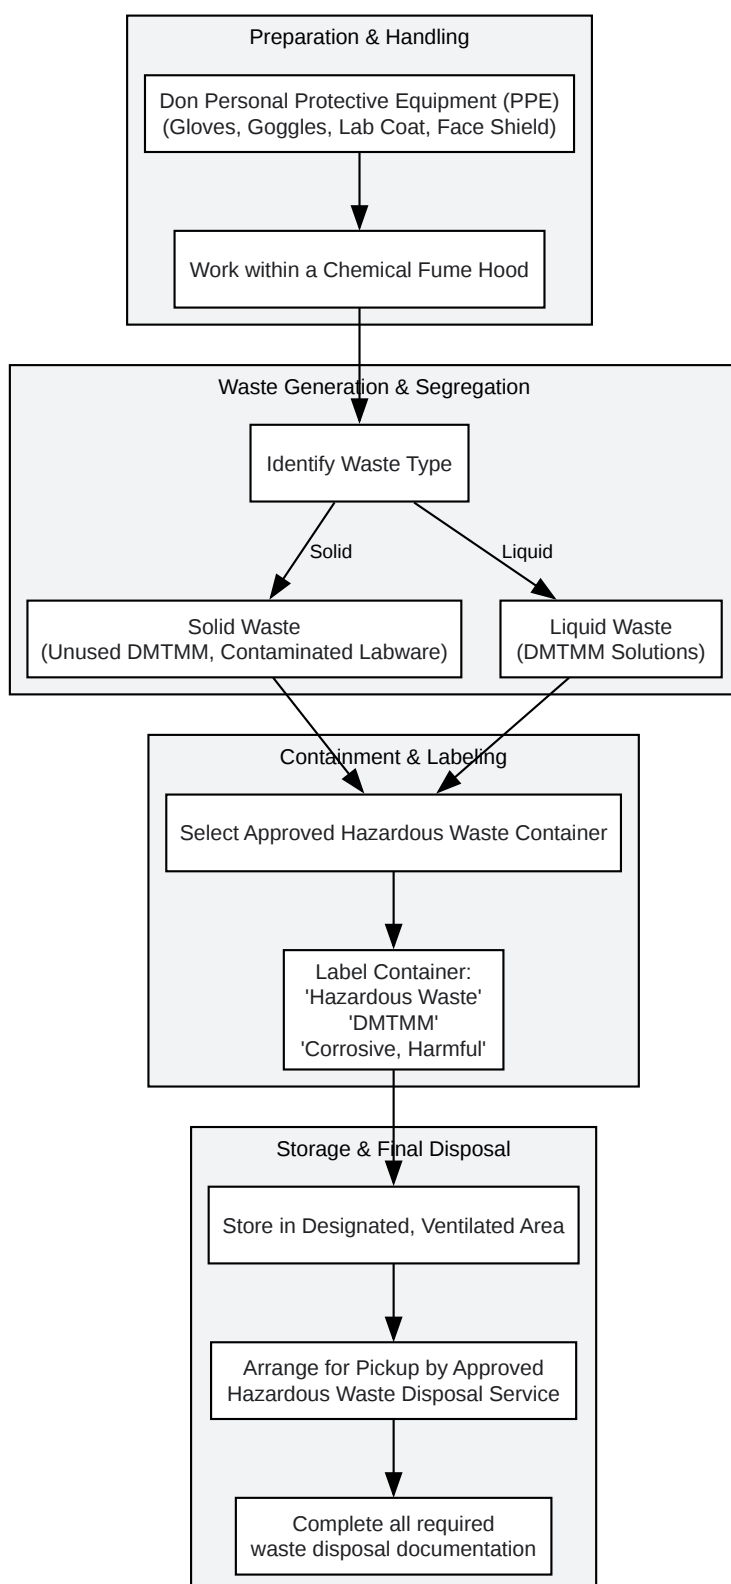 Preparation & Handling
Don Personal Protective Equipment (PPE)
(Gloves, Goggles, Lab Coat, Face Shield)
Work within a Chemical Fume Hood
Waste Generation & Segregation
Identify Waste Type
Solid
Liquid
Solid Waste
(Unused DMTMM, Contaminated Labware)
Liquid Waste
(DMTMM Solutions)
Containment & Labeling
Select Approved Hazardous Waste Container
Label Container:
'Hazardous Waste'
'DMTMM'
'Corrosive, Harmful'
Storage & Final Disposal
Store in Designated, Ventilated Area
Arrange for Pickup by Approved
Hazardous Waste Disposal Service
Complete all required
waste disposal documentation